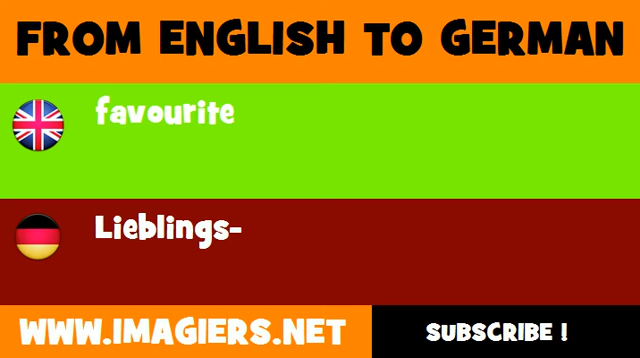 FROM ENGLISH TO GERMAN
favourite
Lieblings-
WWW.IMAGIERS.NET
SUBSCRIBE !